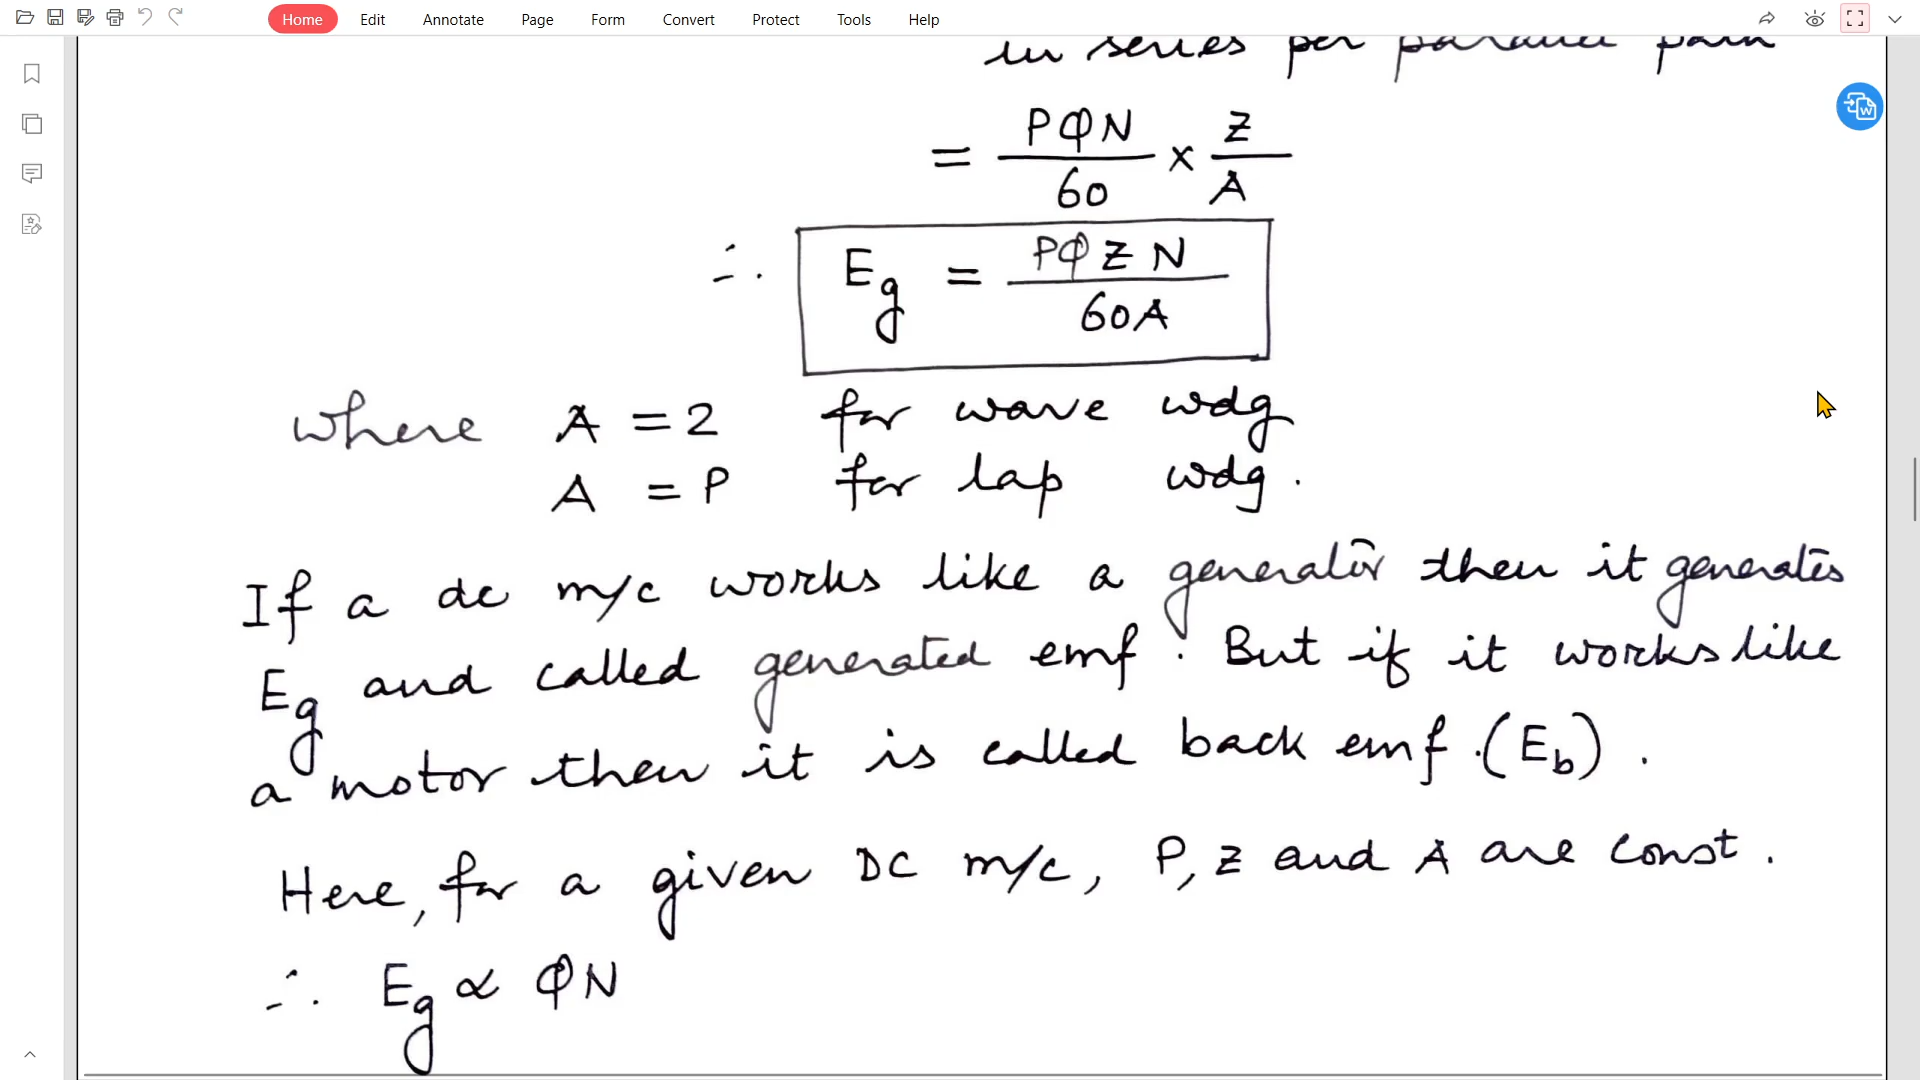 Home Edit Annotate Page Form Convert Protect Tools Help
in series per parallel path
= PΦN/60 × Z/A
∴ Eg = PΦZN/60A
where A = 2 for wave wdg
A = P for lap wdg.
If a dc m/c works like a generator then it generates
Eg and called generated emf. But if it works like
a motor then it is called back emf.(Eb).
Here, for a given DC m/c, P, Z and A are const.
∴ Eg ∝ ΦN